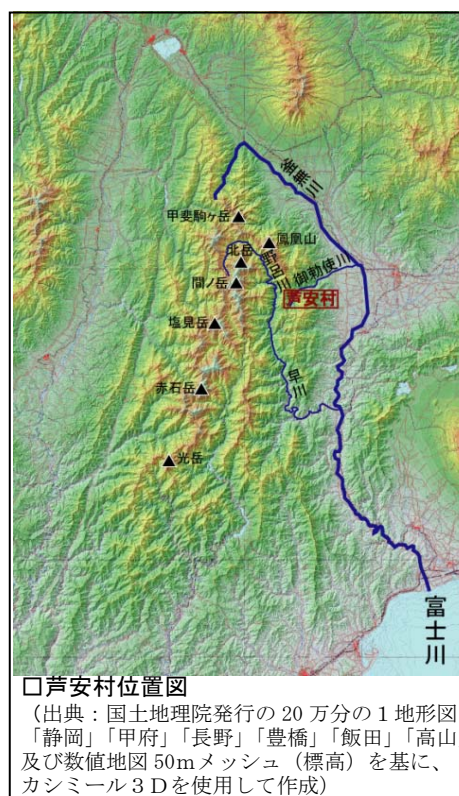 釜無川
甲斐駒ヶ岳
鳳凰山
北岳
野呂川
御勅使川
間ノ岳
芦安村
塩見岳
早川
赤石岳
光岳
富士川
□芦安村位置図
(出典：国土地理院発行の 20 万分の 1 地形図
「静岡」「甲府」「長野」「豊橋」「飯田」「高山
及び数値地図 50mメッシュ（標高）を基に、
カシミール３Ｄを使用して作成）